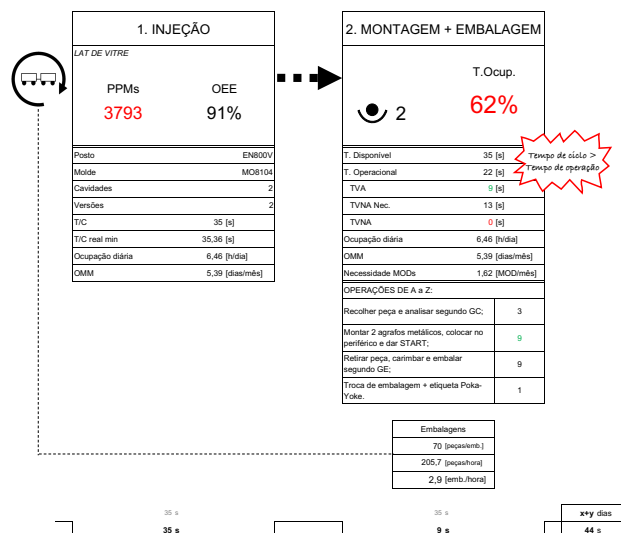 1. INJEÇÃO
LAT DE VITRE
PPMs OEE
3793 91%
Posto EN800V
Molde MO8104
Cavidades 2
Versões 2
T/C 35 [s]
T/C real min 35,36 [s]
Ocupação diária 6,46 [h/dia]
OMM 5,39 [dias/mês]
2. MONTAGEM + EMBALAGEM
T.Ocup.
2 62%
Tempo de ciclo >
Tempo de operação
T. Disponível 35 [s]
T. Operacional 22 [s]
TVA 9 [s]
TVNA Nec. 13 [s]
TVNA 0 [s]
Ocupação diária 6,46 [h/dia]
OMM 5,39 [dias/mês]
Necessidade MODs 1,62 [MOD/mês]
OPERAÇÕES DE A a Z:
Recolher peça e analisar segundo GC; 3
Montar 2 agrafos metálicos, colocar no
periférico e dar START; 9
Retirar peça, carimbar e embalar
segundo GE; 9
Troca de embalagem + etiqueta Poka-
Yoke. 1
Embalagens
70 [peças/emb.]
205,7 [peças/hora]
2,9 [emb./hora]
35 s 35 s x+y dias
35 s 9 s 44 s